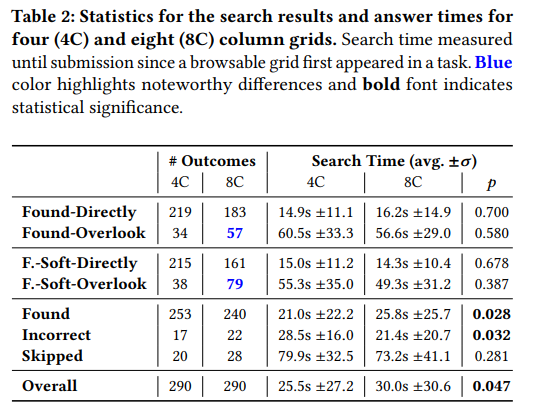 Table 2: Statistics for the search results and answer times for
four (4C) and eight (8C) column grids. Search time measured
until submission since a browsable grid first appeared in a task. Blue
color highlights noteworthy differences and bold font indicates
statistical significance.
# Outcomes Search Time (avg. ±σ)
4C 8C 4C 8C p
Found-Directly 219 183 14.9s ±11.1 16.2s ±14.9 0.700
Found-Overlook 34 57 60.5s ±33.3 56.6s ±29.0 0.580
F.-Soft-Directly 215 161 15.0s ±11.2 14.3s ±10.4 0.678
F.-Soft-Overlook 38 79 55.3s ±35.0 49.3s ±31.2 0.387
Found 253 240 21.0s ±22.2 25.8s ±25.7 0.028
Incorrect 17 22 28.5s ±16.0 21.4s ±20.7 0.032
Skipped 20 28 79.9s ±32.5 73.2s ±41.1 0.281
Overall 290 290 25.5s ±27.2 30.0s ±30.6 0.047